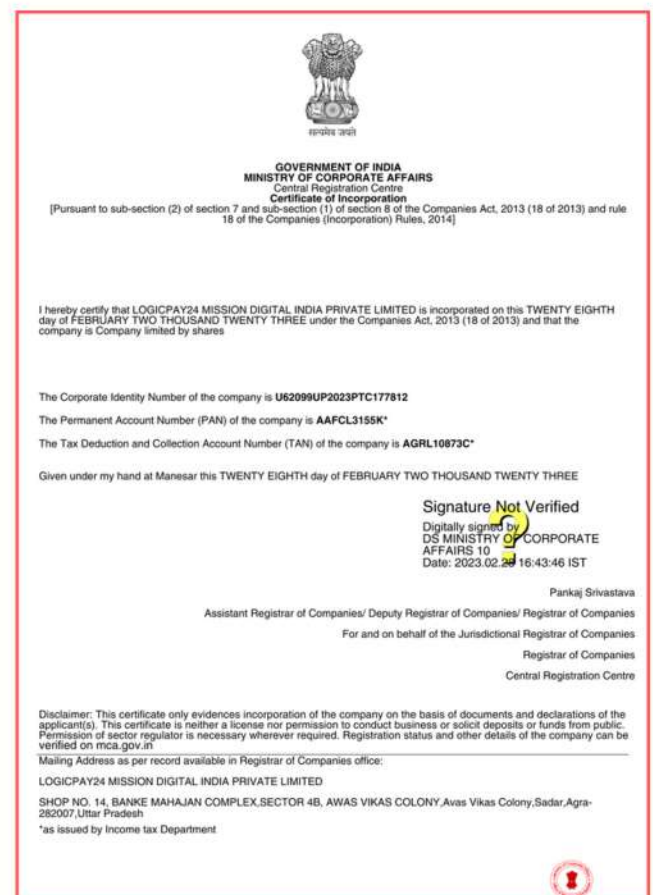 सत्यमेव जयते
GOVERNMENT OF INDIA
MINISTRY OF CORPORATE AFFAIRS
Central Registration Centre
Certificate of Incorporation
[Pursuant to sub-section (2) of section 7 and sub-section (1) of section 8 of the Companies Act, 2013 (18 of 2013) and rule
18 of the Companies (Incorporation) Rules, 2014]
I hereby certify that LOGICPAY24 MISSION DIGITAL INDIA PRIVATE LIMITED is incorporated on this TWENTY EIGHTH
day of FEBRUARY TWO THOUSAND TWENTY THREE under the Companies Act, 2013 (18 of 2013) and that the
company is Company limited by shares
The Corporate Identity Number of the company is U62099UP2023PTC177812
The Permanent Account Number (PAN) of the company is AAFCL3155K*
The Tax Deduction and Collection Account Number (TAN) of the company is AGRL10873C*
Given under my hand at Manesar this TWENTY EIGHTH day of FEBRUARY TWO THOUSAND TWENTY THREE
Signature Not Verified
Digitally signed by
DS MINISTRY OF CORPORATE
AFFAIRS 10
Date: 2023.02.28 16:43:46 IST
Pankaj Srivastava
Assistant Registrar of Companies/ Deputy Registrar of Companies/ Registrar of Companies
For and on behalf of the Jurisdictional Registrar of Companies
Registrar of Companies
Central Registration Centre
Disclaimer: This certificate only evidences incorporation of the company on the basis of documents and declarations of the
applicant(s). This certificate is neither a license nor permission to conduct business or solicit deposits or funds from public.
Permission of sector regulator is necessary wherever required. Registration status and other details of the company can be
verified on mca.gov.in
Mailing Address as per record available in Registrar of Companies office:
LOGICPAY24 MISSION DIGITAL INDIA PRIVATE LIMITED
SHOP NO. 14, BANKE MAHAJAN COMPLEX,SECTOR 4B, AWAS VIKAS COLONY,Avas Vikas Colony,Sadar,Agra-
282007,Uttar Pradesh
*as issued by Income tax Department